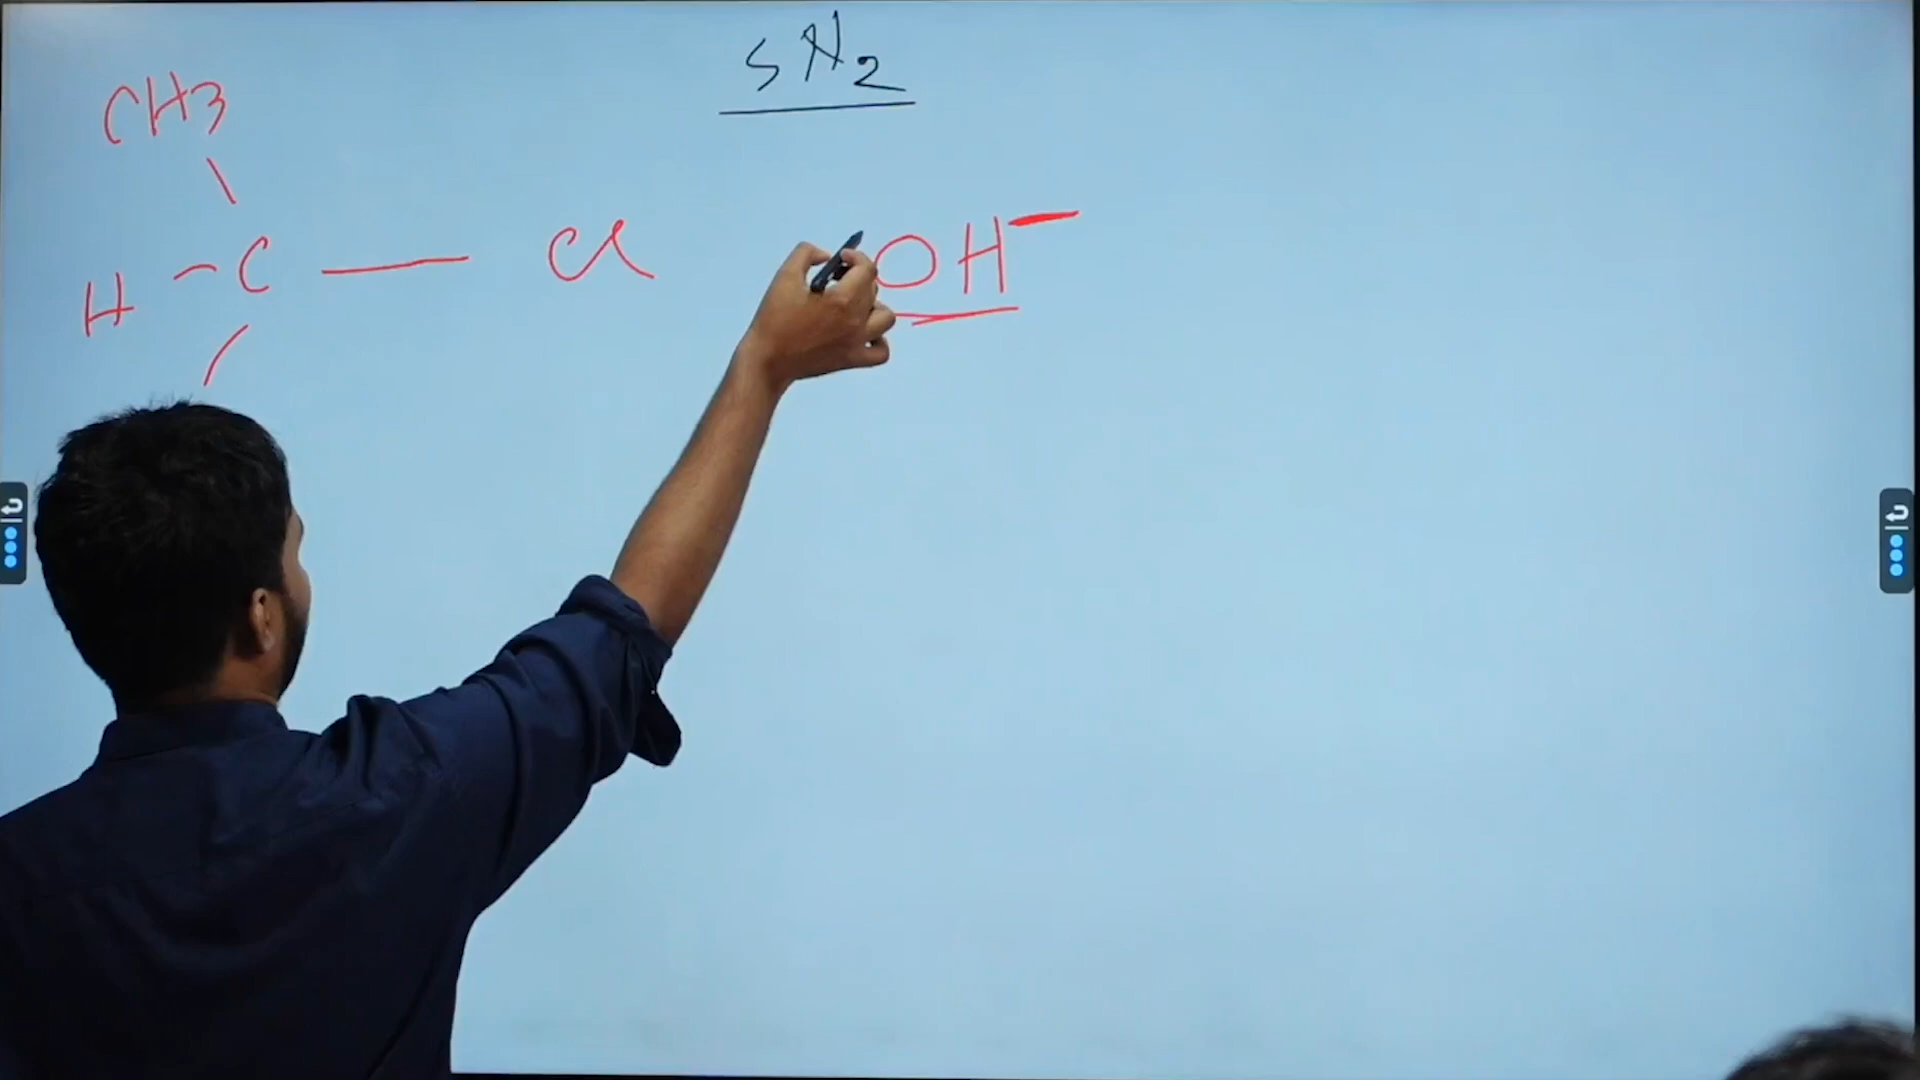 SN2
CH3
H - C — Cl OH⁻